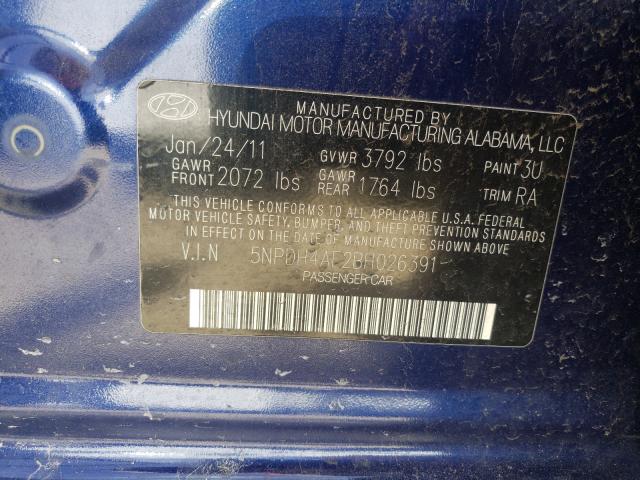 MANUFACTURED BY
HYUNDAI MOTOR MANUFACTURING ALABAMA, LLC
Jan/24/11 GVWR 3792 lbs PAINT 3U
GAWR FRONT 2072 lbs GAWR REAR 1764 lbs TRIM RA
THIS VEHICLE CONFORMS TO ALL APPLICABLE U.S.A. FEDERAL
MOTOR VEHICLE SAFETY, BUMPER, AND THEFT PREVENTION
STANDARDS IN EFFECT ON THE DATE OF MANUFACTURE SHOWN ABOVE.
V.I.N 5NPDH4AE2BH026391
PASSENGER CAR